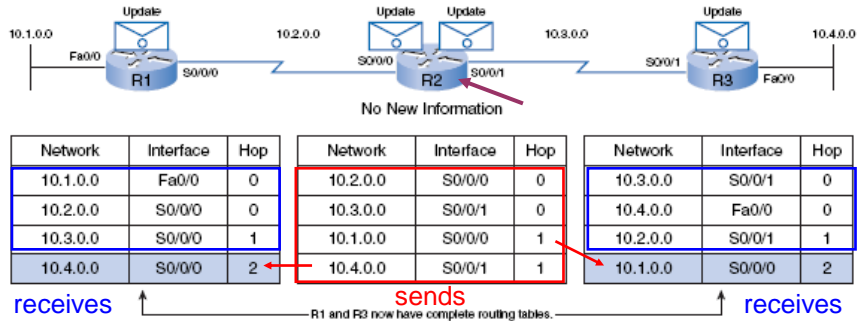 Update Update Update Update
10.1.0.0 10.2.0.0 10.3.0.0 10.4.0.0
Fa0/0 S0/0/0 S0/0/0 S0/0/1 S0/0/1 Fa0/0
R1 R2 R3
No New Information
Network Interface Hop Network Interface Hop Network Interface Hop
10.1.0.0 Fa0/0 0 10.2.0.0 S0/0/0 0 10.3.0.0 S0/0/1 0
10.2.0.0 S0/0/0 0 10.3.0.0 S0/0/1 0 10.4.0.0 Fa0/0 0
10.3.0.0 S0/0/0 1 10.1.0.0 S0/0/0 1 10.2.0.0 S0/0/1 1
10.4.0.0 S0/0/0 2 10.4.0.0 S0/0/1 1 10.1.0.0 S0/0/0 2
receives sends receives
R1 and R3 now have complete routing tables.